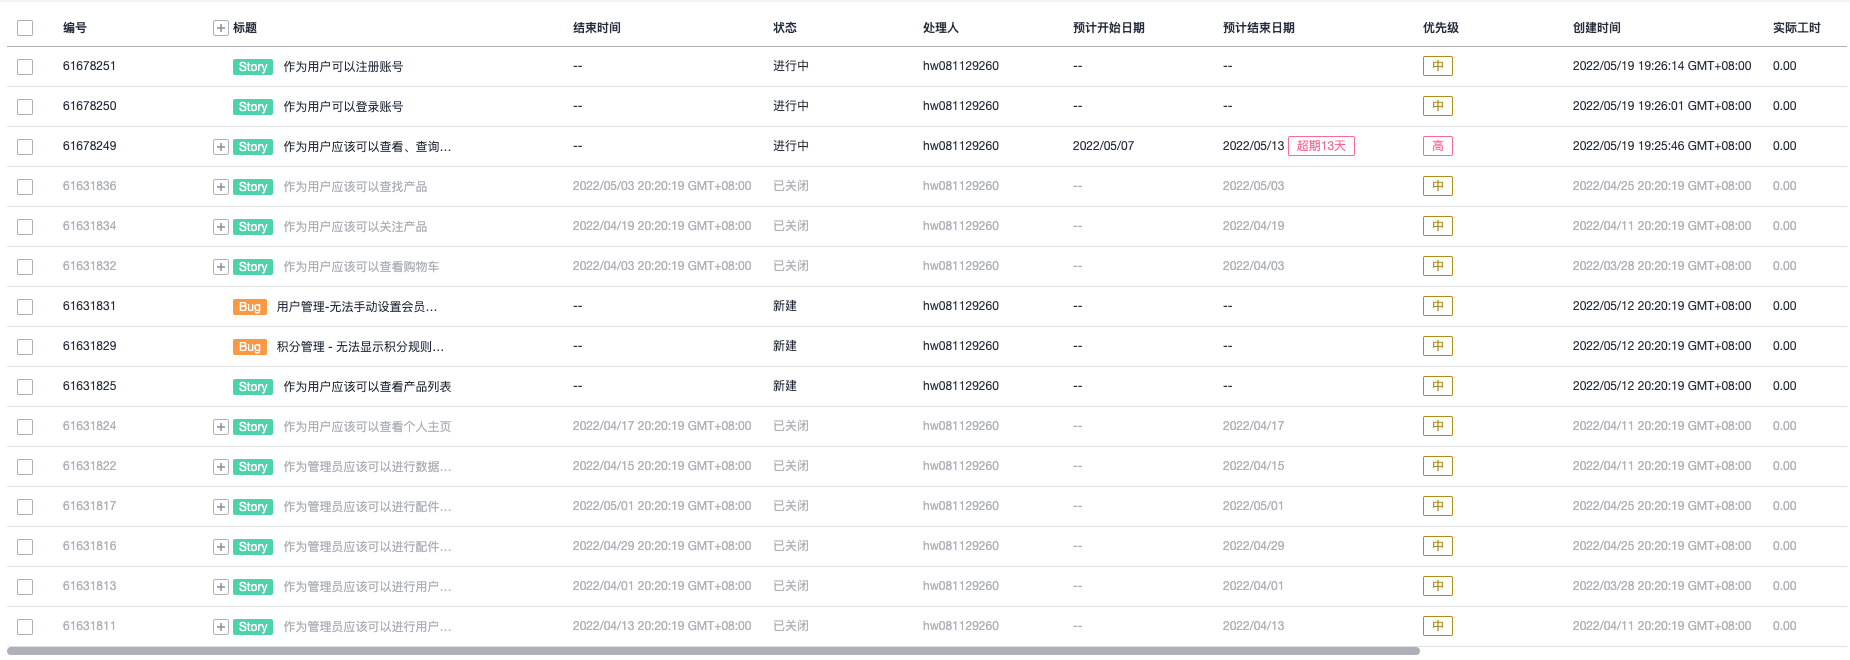 编号 标题 结束时间 状态 处理人 预计开始日期 预计结束日期 优先级 创建时间 实际工时
61678251 Story 作为用户可以注册账号 -- 进行中 hw081129260 -- -- 中 2022/05/19 19:26:14 GMT+08:00 0.00
61678250 Story 作为用户可以登录账号 -- 进行中 hw081129260 -- -- 中 2022/05/19 19:26:01 GMT+08:00 0.00
61678249 Story 作为用户应该可以查看、查询... -- 进行中 hw081129260 2022/05/07 2022/05/13 超期13天 高 2022/05/19 19:25:46 GMT+08:00 0.00
61631836 Story 作为用户应该可以查找产品 2022/05/03 20:20:19 GMT+08:00 已关闭 hw081129260 -- 2022/05/03 中 2022/04/25 20:20:19 GMT+08:00 0.00
61631834 Story 作为用户应该可以关注产品 2022/04/19 20:20:19 GMT+08:00 已关闭 hw081129260 -- 2022/04/19 中 2022/04/11 20:20:19 GMT+08:00 0.00
61631832 Story 作为用户应该可以查看购物车 2022/04/03 20:20:19 GMT+08:00 已关闭 hw081129260 -- 2022/04/03 中 2022/03/28 20:20:19 GMT+08:00 0.00
61631831 Bug 用户管理-无法手动设置会员... -- 新建 hw081129260 -- -- 中 2022/05/12 20:20:19 GMT+08:00 0.00
61631829 Bug 积分管理 - 无法显示积分规则... -- 新建 hw081129260 -- -- 中 2022/05/12 20:20:19 GMT+08:00 0.00
61631825 Story 作为用户应该可以查看产品列表 -- 新建 hw081129260 -- -- 中 2022/05/12 20:20:19 GMT+08:00 0.00
61631824 Story 作为用户应该可以查看个人主页 2022/04/17 20:20:19 GMT+08:00 已关闭 hw081129260 -- 2022/04/17 中 2022/04/11 20:20:19 GMT+08:00 0.00
61631822 Story 作为管理员应该可以进行数据... 2022/04/15 20:20:19 GMT+08:00 已关闭 hw081129260 -- 2022/04/15 中 2022/04/11 20:20:19 GMT+08:00 0.00
61631817 Story 作为管理员应该可以进行配件... 2022/05/01 20:20:19 GMT+08:00 已关闭 hw081129260 -- 2022/05/01 中 2022/04/25 20:20:19 GMT+08:00 0.00
61631816 Story 作为管理员应该可以进行配件... 2022/04/29 20:20:19 GMT+08:00 已关闭 hw081129260 -- 2022/04/29 中 2022/04/25 20:20:19 GMT+08:00 0.00
61631813 Story 作为管理员应该可以进行用户... 2022/04/01 20:20:19 GMT+08:00 已关闭 hw081129260 -- 2022/04/01 中 2022/03/28 20:20:19 GMT+08:00 0.00
61631811 Story 作为管理员应该可以进行用户... 2022/04/13 20:20:19 GMT+08:00 已关闭 hw081129260 -- 2022/04/13 中 2022/04/11 20:20:19 GMT+08:00 0.00